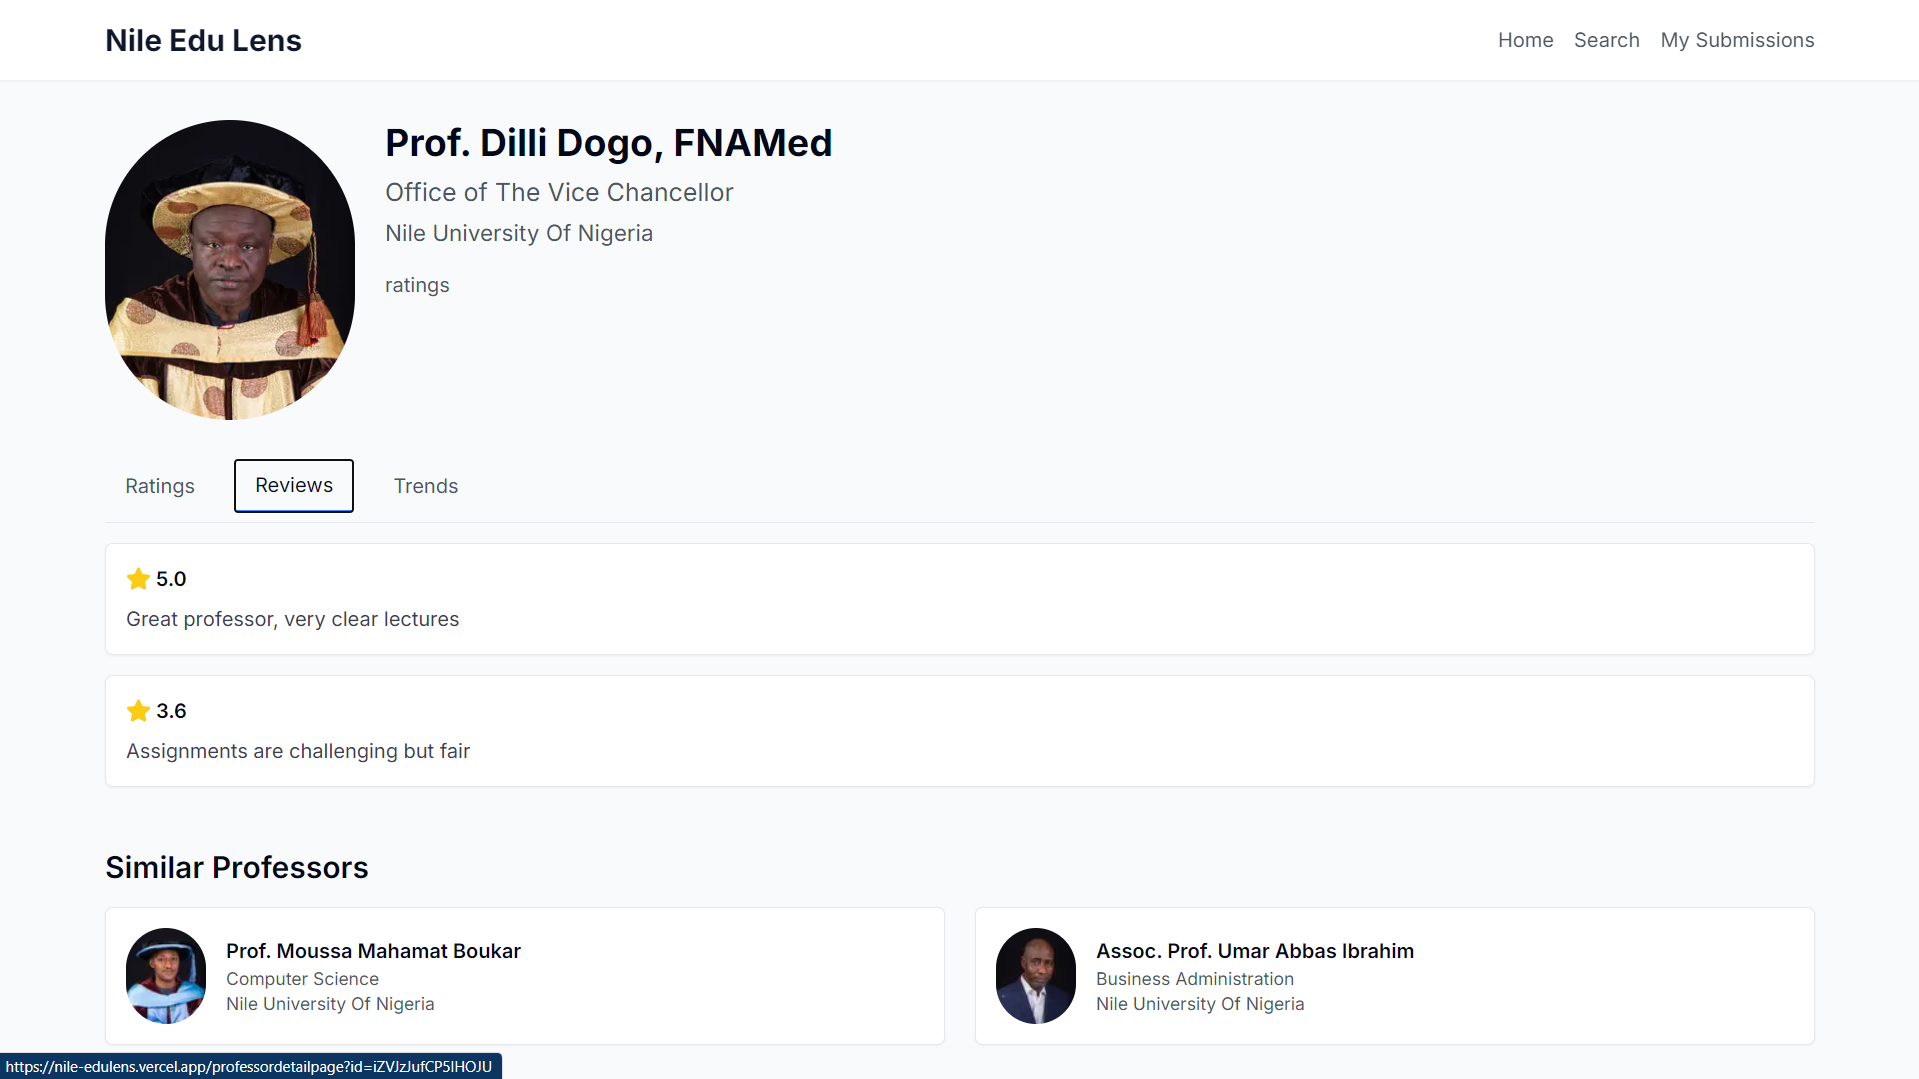 Nile Edu Lens
Home Search My Submissions
Prof. Dilli Dogo, FNAMed
Office of The Vice Chancellor
Nile University Of Nigeria
ratings
Ratings Reviews Trends
5.0
Great professor, very clear lectures
3.6
Assignments are challenging but fair
Similar Professors
Prof. Moussa Mahamat Boukar
Computer Science
Nile University Of Nigeria
Assoc. Prof. Umar Abbas Ibrahim
Business Administration
Nile University Of Nigeria
https://nile-edulens.vercel.app/professordetailpage?id=iZVJzJufCP5IHOJU